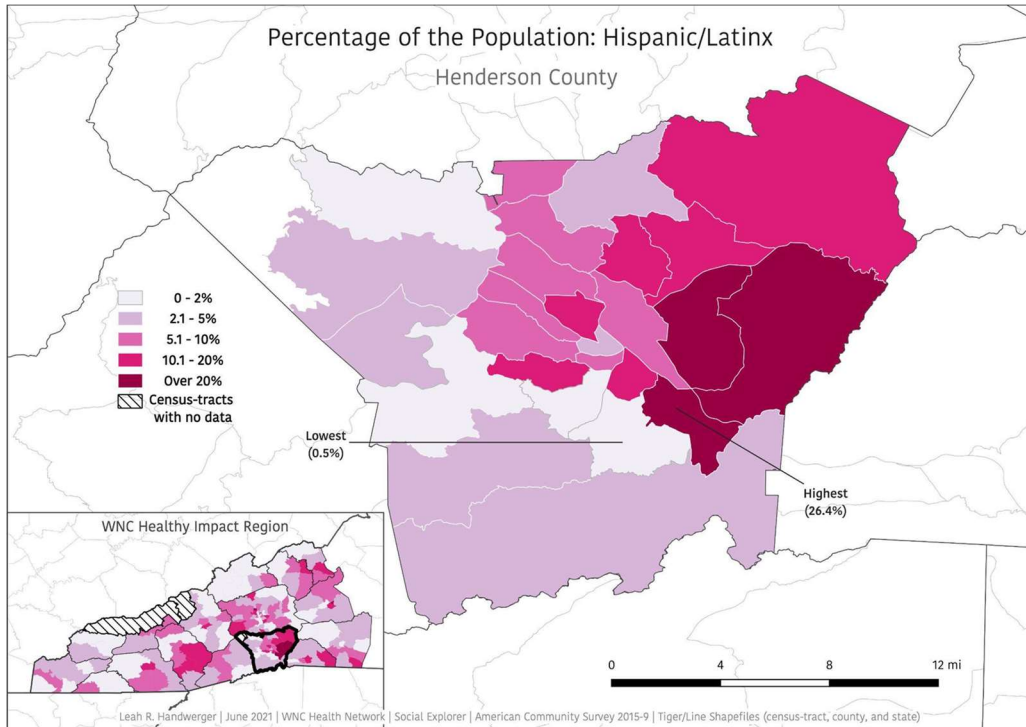 Percentage of the Population: Hispanic/Latinx
Henderson County
0 - 2%
2.1 - 5%
5.1 - 10%
10.1 - 20%
Over 20%
Census-tracts
with no data
Lowest
(0.5%)
Highest
(26.4%)
WNC Healthy Impact Region
0 4 8 12 mi
Leah R. Handwerger | June 2021 | WNC Health Network | Social Explorer | American Community Survey 2015-9 | Tiger/Line Shapefiles (census-tract, county, and state)